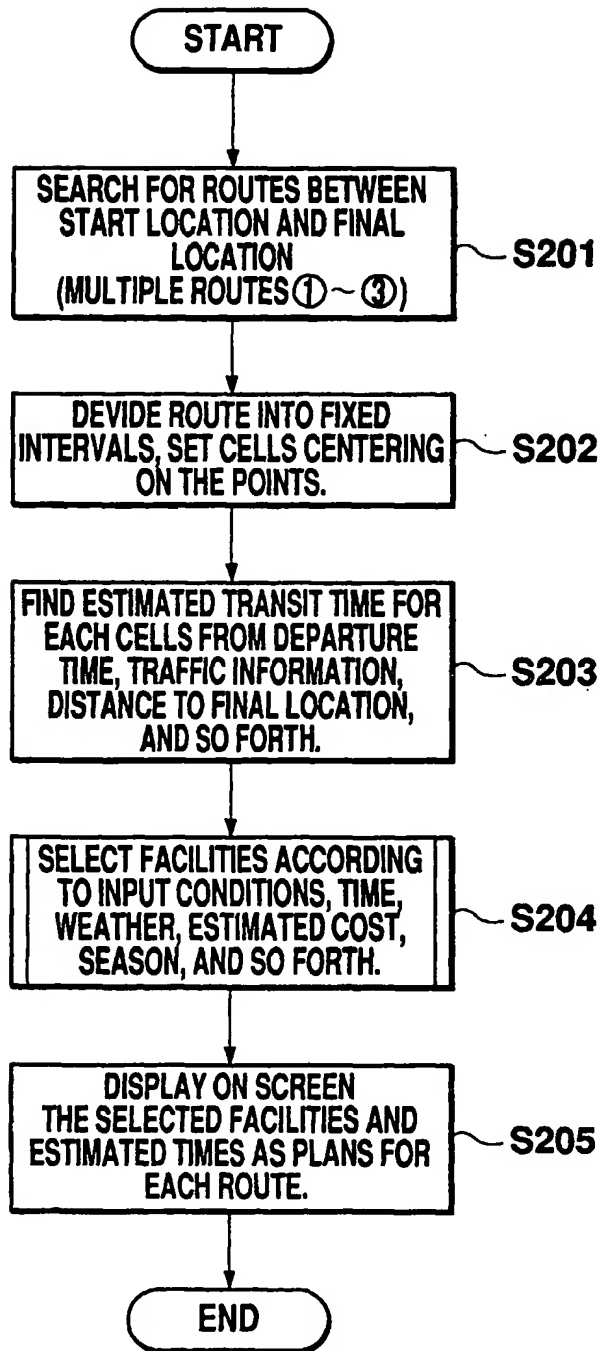 START
SEARCH FOR ROUTES BETWEEN
START LOCATION AND FINAL
LOCATION
(MULTIPLE ROUTES ① ~ ③)
S201
DEVIDE ROUTE INTO FIXED
INTERVALS, SET CELLS CENTERING
ON THE POINTS.
S202
FIND ESTIMATED TRANSIT TIME FOR
EACH CELLS FROM DEPARTURE
TIME, TRAFFIC INFORMATION,
DISTANCE TO FINAL LOCATION,
AND SO FORTH.
S203
SELECT FACILITIES ACCORDING
TO INPUT CONDITIONS, TIME,
WEATHER, ESTIMATED COST,
SEASON, AND SO FORTH.
S204
DISPLAY ON SCREEN
THE SELECTED FACILITIES AND
ESTIMATED TIMES AS PLANS FOR
EACH ROUTE.
S205
END